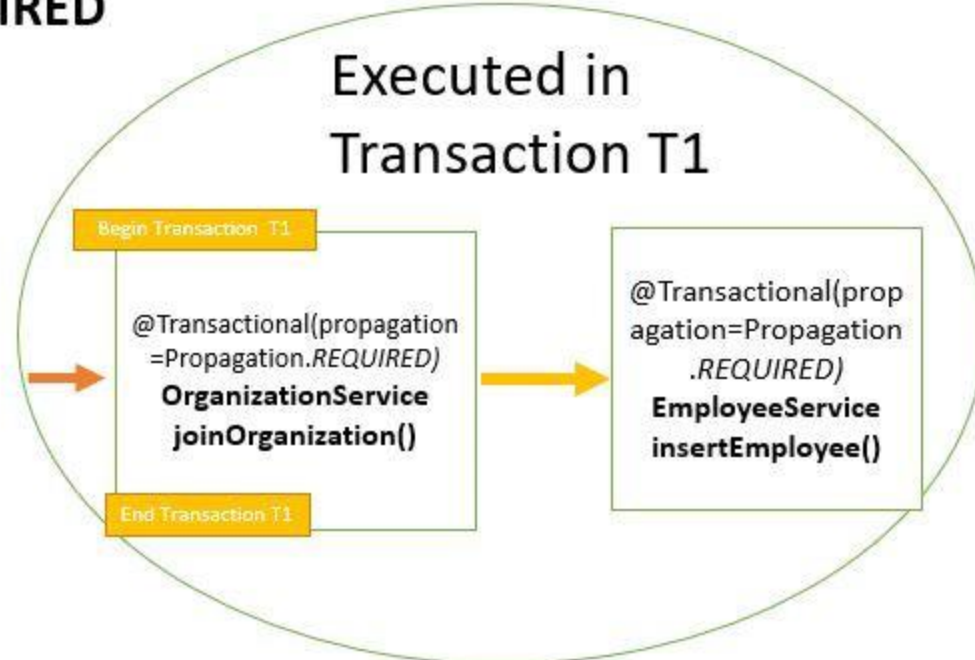 IRED
Executed in
Transaction T1
Begin Transaction T1
@Transactional(propagation
=Propagation.REQUIRED)
OrganizationService
joinOrganization()
End Transaction T1
@Transactional(prop
agation=Propagation
.REQUIRED)
EmployeeService
insertEmployee()